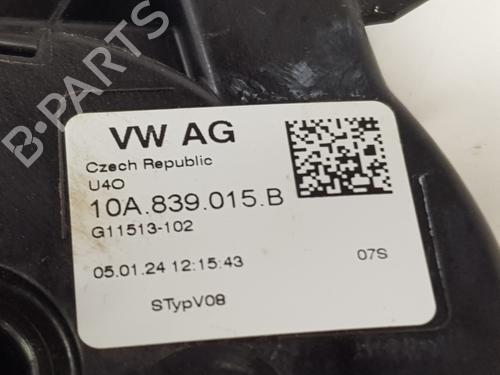 B-PARTS
VW AG
Czech Republic
U4O
10A.839.015.B
G11513-102
05.01.24 12:15:43
07S
STypV08